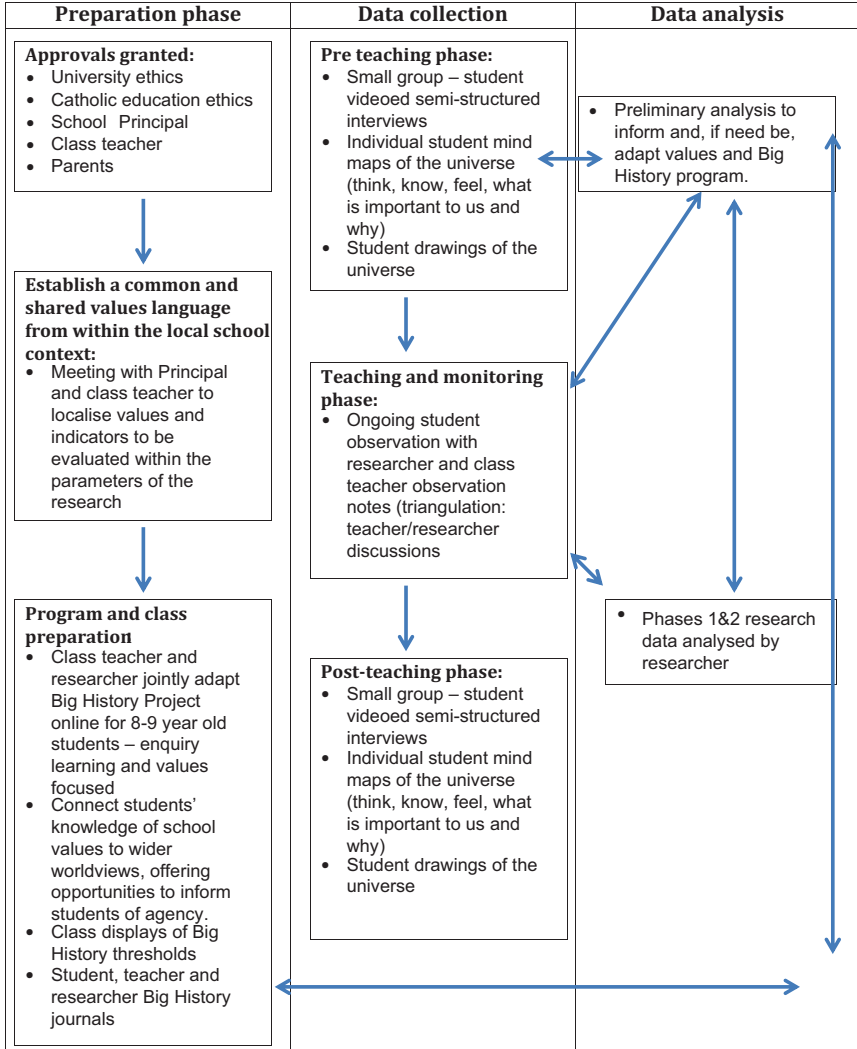 Preparation phase
Data collection
Data analysis
Approvals granted:
• University ethics
• Catholic education ethics
• School Principal
• Class teacher
• Parents
Establish a common and
shared values language
from within the local school
context:
• Meeting with Principal
and class teacher to
localise values and
indicators to be
evaluated within the
parameters of the
research
Program and class
preparation:
• Class teacher and
researcher jointly adapt
Big History Project
online for 8-9 year old
students – enquiry
learning and values
focused
• Connect students’
knowledge of school
values to wider
worldviews, offering
opportunities to inform
students of agency.
• Class displays of Big
History thresholds
• Student, teacher and
researcher Big History
journals
Pre teaching phase:
• Small group – student
videoed semi-structured
interviews
• Individual student mind
maps of the universe
(think, know, feel, what
is important to us and
why)
• Student drawings of the
universe
Teaching and monitoring
phase:
• Ongoing student
observation with
researcher and class
teacher observation
notes (triangulation:
teacher/researcher
discussions
Post-teaching phase:
• Small group – student
videoed semi-structured
interviews
• Individual student mind
maps of the universe
(think, know, feel, what
is important to us and
why)
• Student drawings of the
universe
• Preliminary analysis to
inform and, if need be,
adapt values and Big
History program.
• Phases 1&2 research
data analysed by
researcher